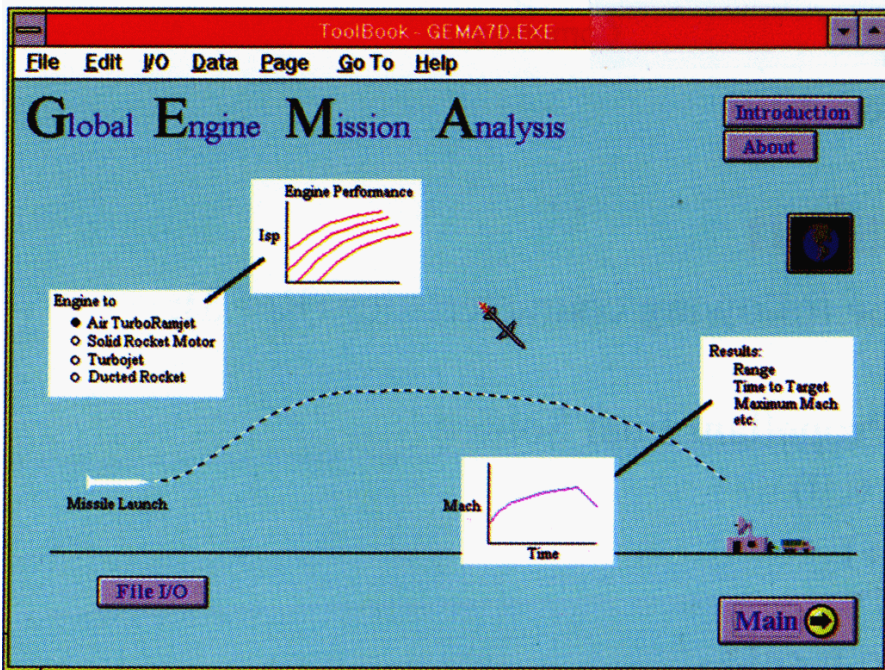 ToolBook - GEMA7D.EXE
File Edit I/O Data Page Go To Help
Global Engine Mission Analysis
Introduction
About
Engine Performance
Isp
Engine to
Air TurboRamjet
Solid Rocket Motor
Turbojet
Ducted Rocket
Results:
Range
Time to Target
Maximum Mach
etc.
Missile Launch
Mach
Time
File I/O
Main